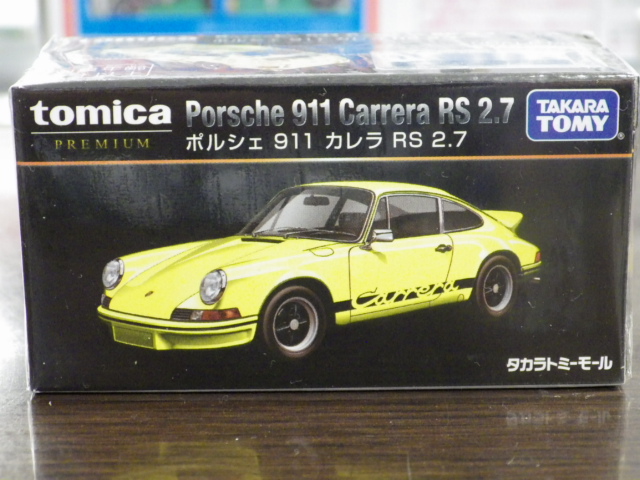 tomica
PREMIUM
Porsche 911 Carrera RS 2.7
ポルシェ 911 カレラ RS 2.7
TAKARA
TOMY
Carrera
タカラトミーモール